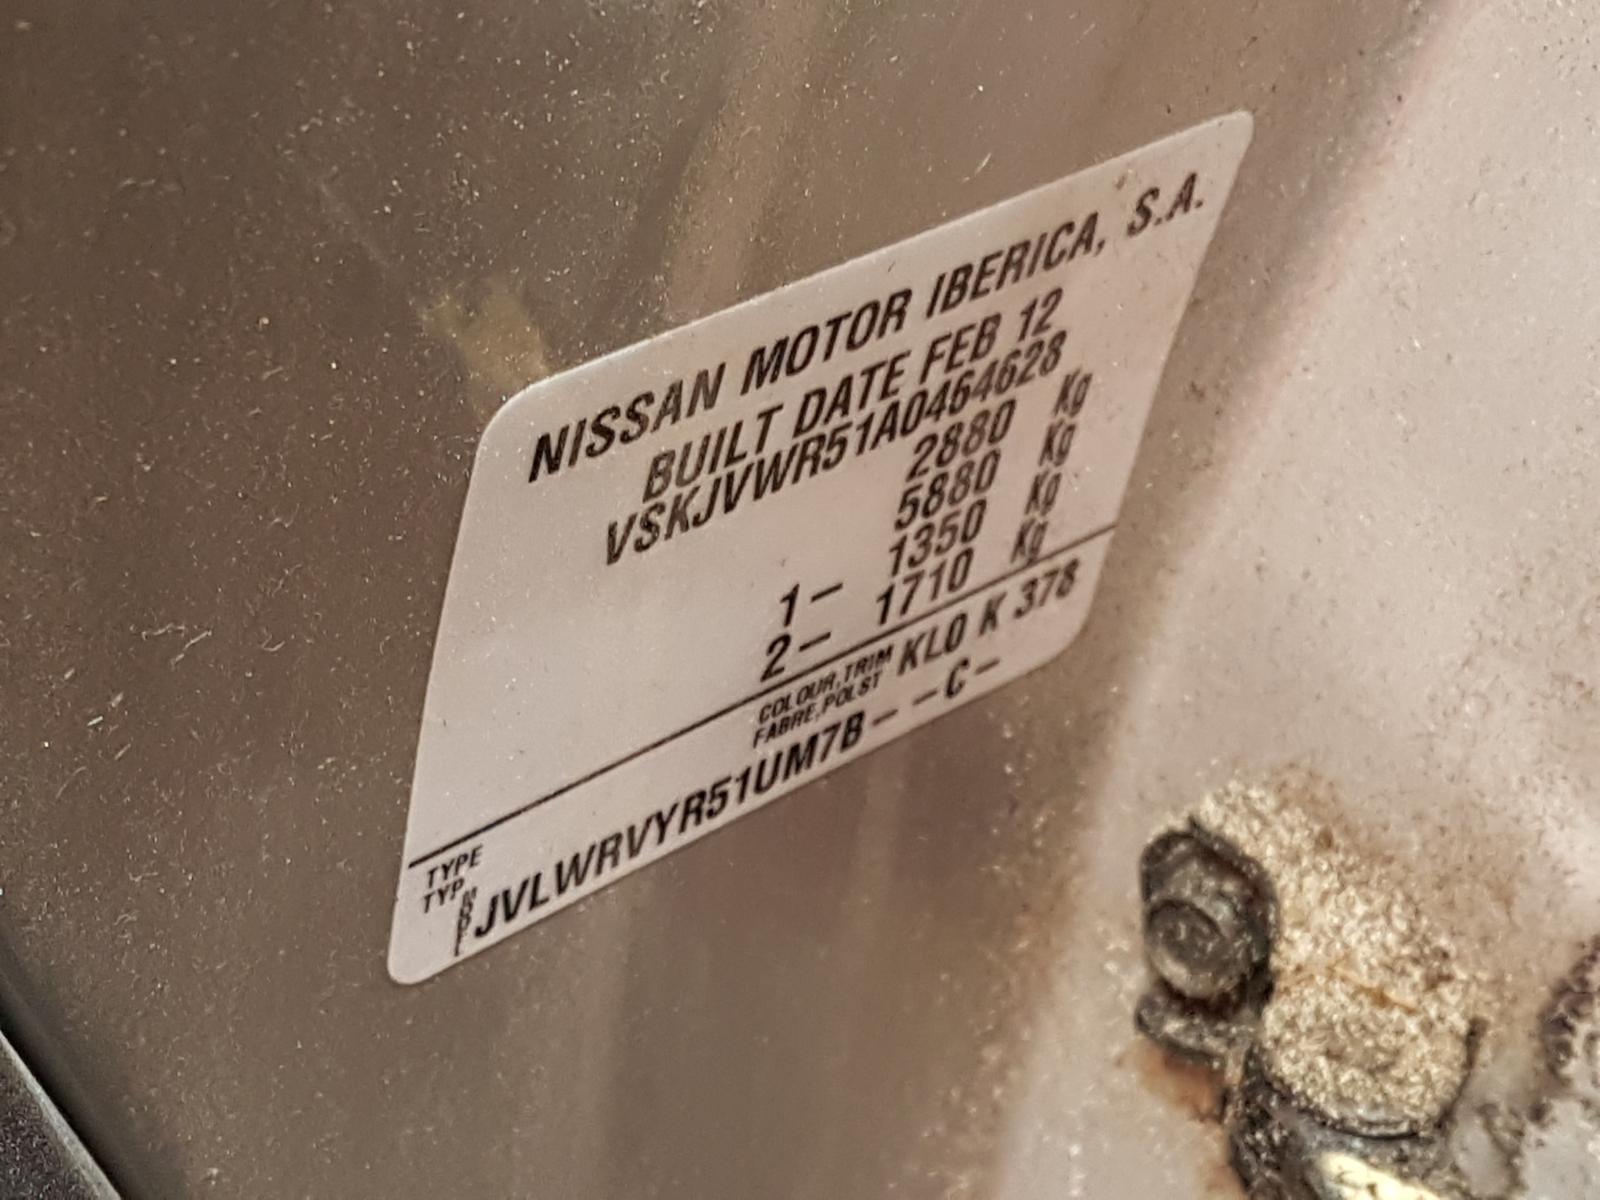 NISSAN MOTOR IBERICA, S.A.
BUILT DATE FEB 12
VSKJVWR51A0464628
2880 Kg
5880 Kg
1- 1350 Kg
2- 1710 Kg
COLOUR,TRIM KL0 K 378
FABRE,POLST
TYPE
TYP
JVLWRVYR51UM7B- -C-